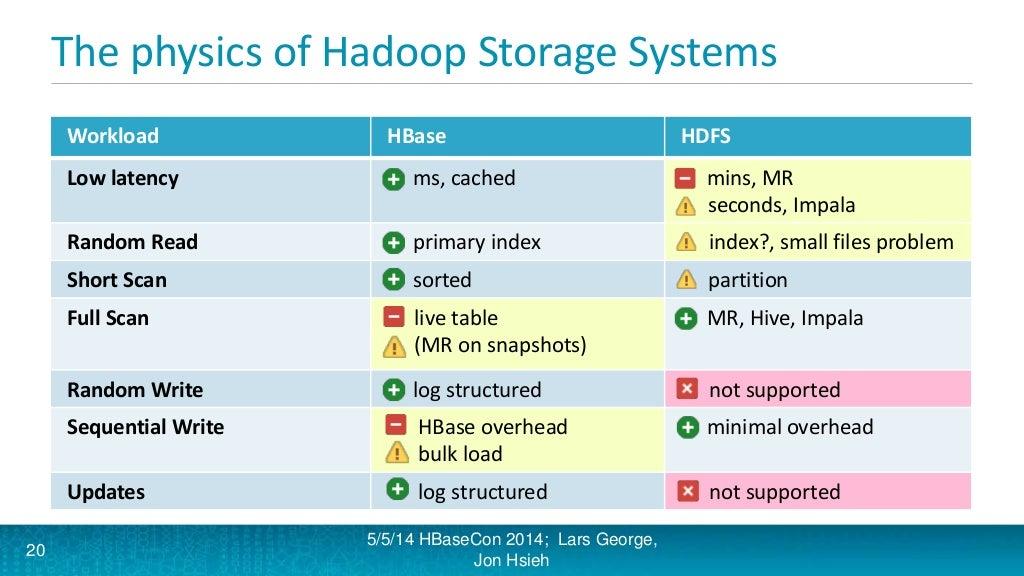 The physics of Hadoop Storage Systems
Workload HBase HDFS
Low latency ms, cached mins, MR
seconds, Impala
Random Read primary index index?, small files problem
Short Scan sorted partition
Full Scan live table MR, Hive, Impala
(MR on snapshots)
Random Write log structured not supported
Sequential Write HBase overhead minimal overhead
bulk load
Updates log structured not supported
20
5/5/14 HBaseCon 2014; Lars George,
Jon Hsieh